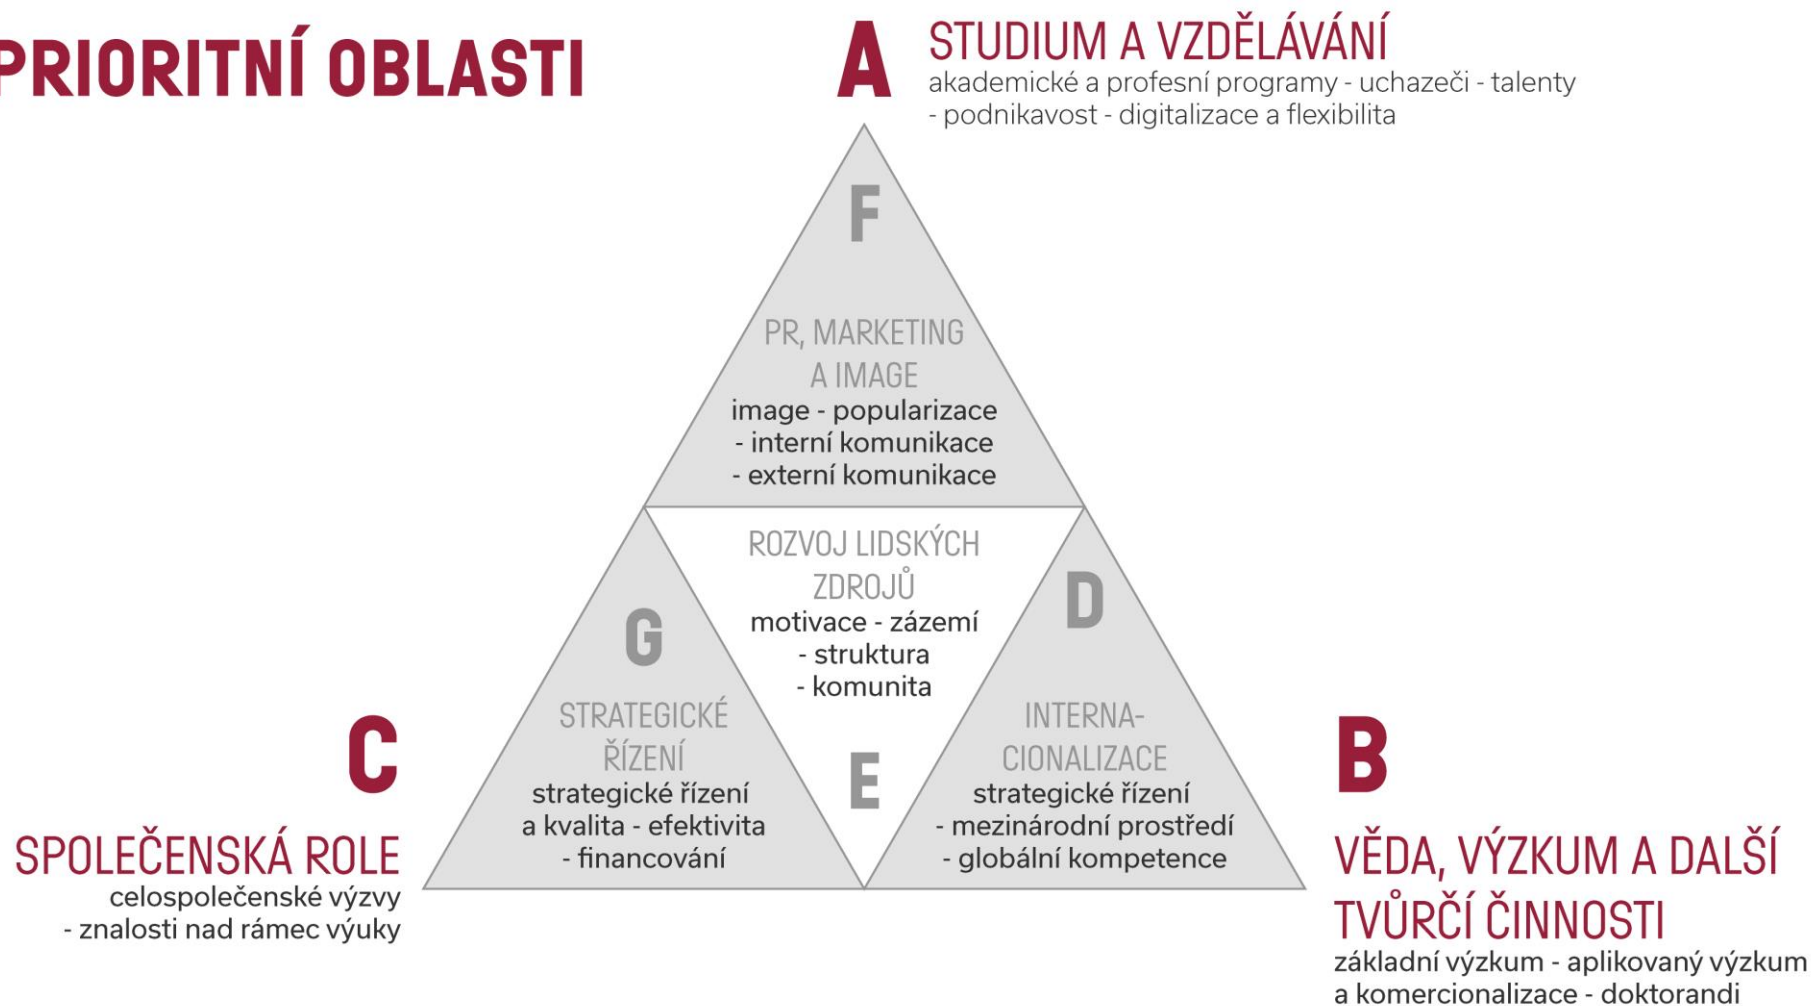 PRIORITNÍ OBLASTI
A
STUDIUM A VZDĚLÁVÁNÍ
akademické a profesní programy - uchazeči - talenty
- podnikavost - digitalizace a flexibilita
F
PR, MARKETING
A IMAGE
image - popularizace
- interní komunikace
- externí komunikace
ROZVOJ LIDSKÝCH
ZDROJŮ
motivace - zázemí
- struktura
- komunita
E
G
STRATEGICKÉ
ŘÍZENÍ
strategické řízení
a kvalita - efektivita
- financování
D
INTERNA-
CIONALIZACE
strategické řízení
- mezinárodní prostředí
- globální kompetence
C
SPOLEČENSKÁ ROLE
celospolečenské výzvy
- znalosti nad rámec výuky
B
VĚDA, VÝZKUM A DALŠÍ
TVŮRČÍ ČINNOSTI
základní výzkum - aplikovaný výzkum
a komercionalizace - doktorandi